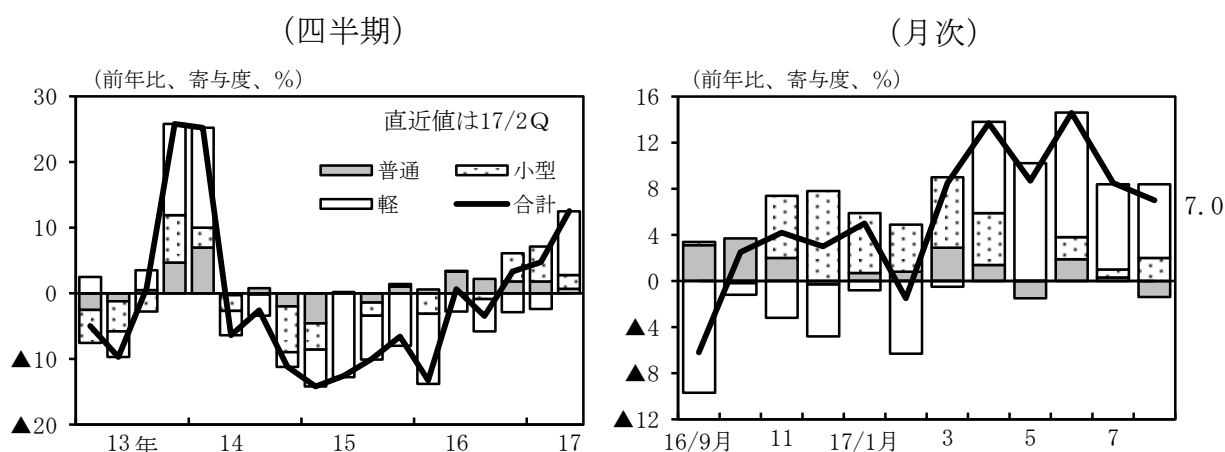 (四半期)
(前年比、寄与度、%)
30
20
10
0
▲10
▲20
直近値は17/2Q
普通
小型
軽
合計
13年
14
15
16
17
(月次)
(前年比、寄与度、%)
16
12
8
4
0
▲4
▲8
▲12
7.0
16/9月
11
17/1月
3
5
7